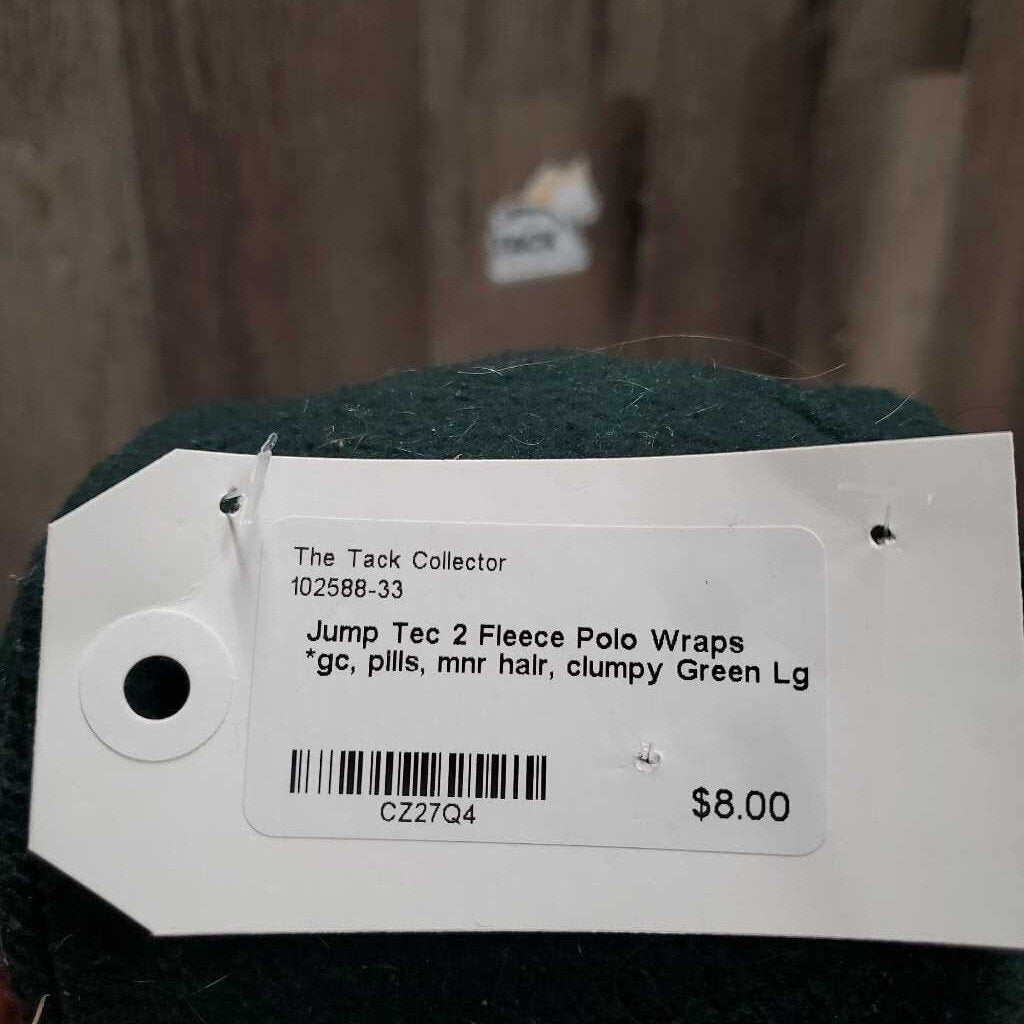 The Tack Collector
102588-33
Jump Tec 2 Fleece Polo Wraps
*gc, pills, mnr hair, clumpy Green Lg
CZ27Q4
$8.00